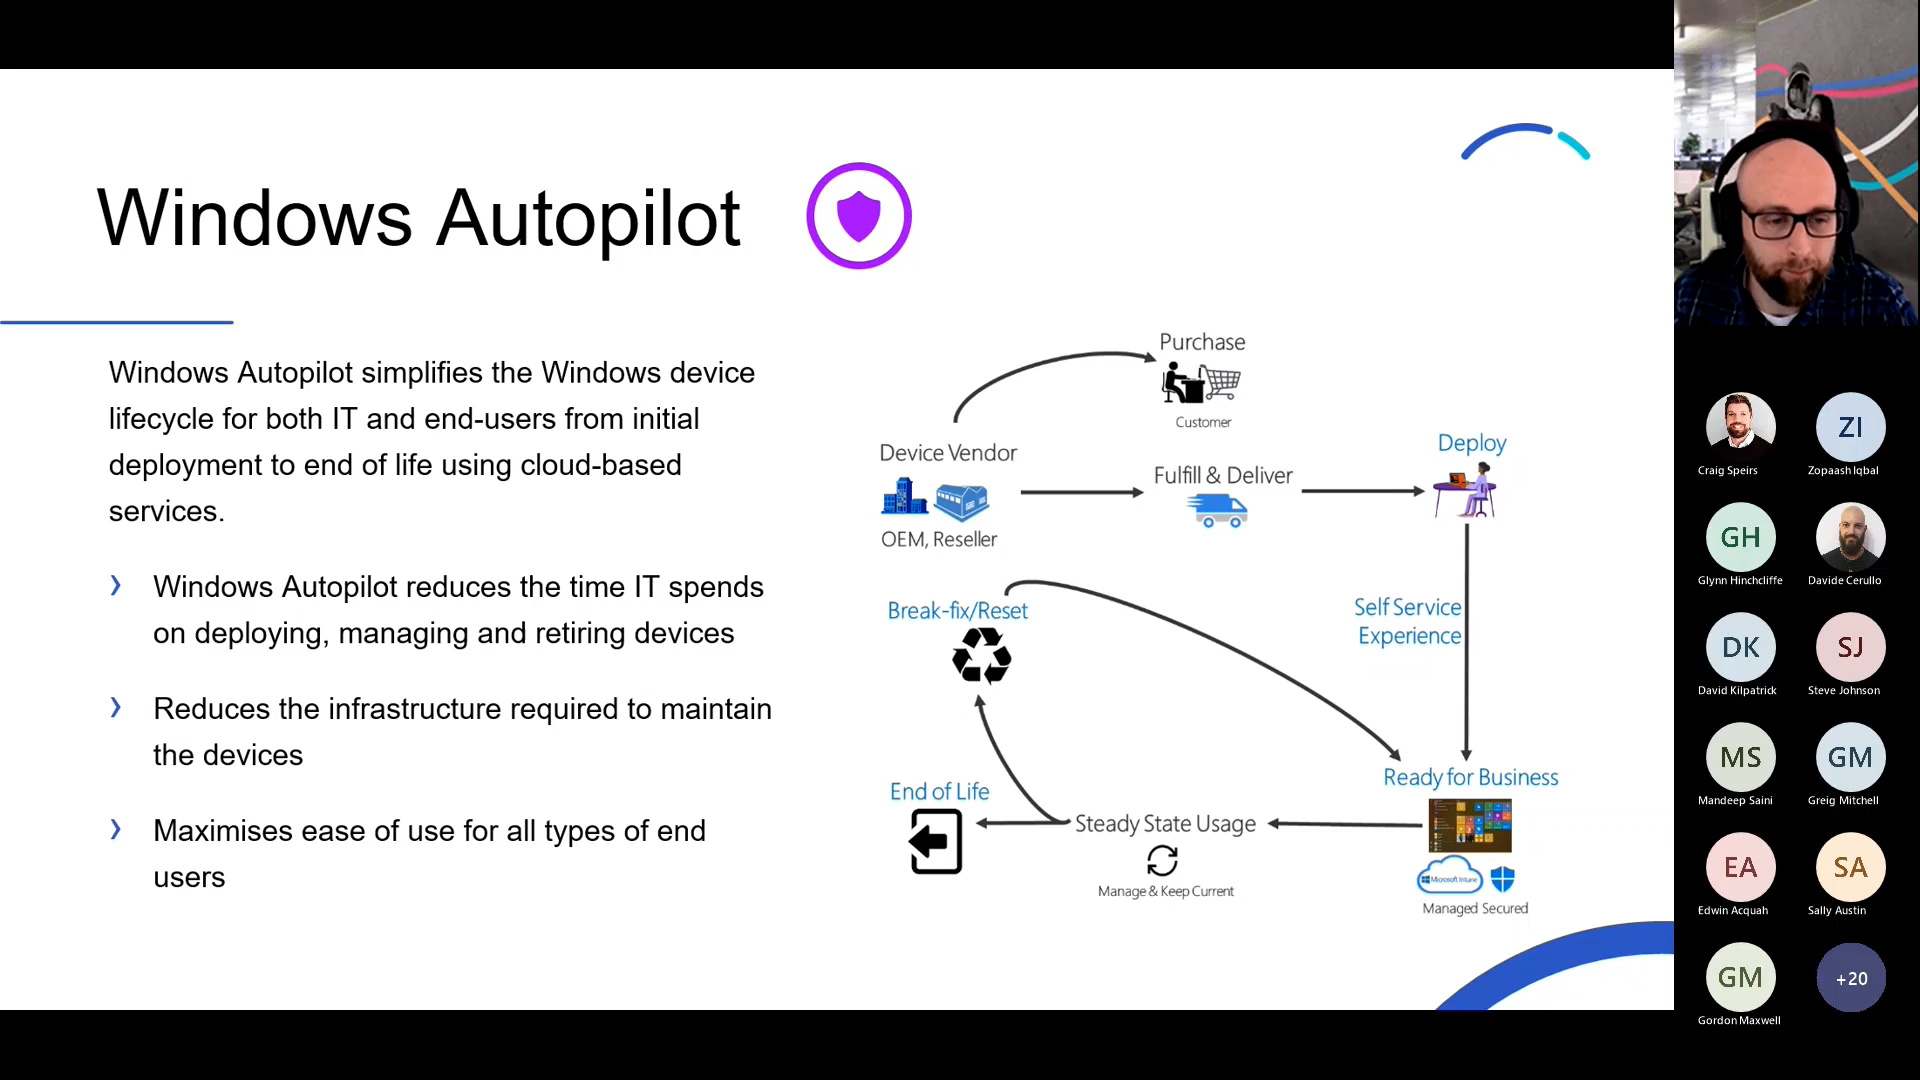 Windows Autopilot
Windows Autopilot simplifies the Windows device
lifecycle for both IT and end-users from initial
deployment to end of life using cloud-based
services.
› Windows Autopilot reduces the time IT spends
on deploying, managing and retiring devices
› Reduces the infrastructure required to maintain
the devices
› Maximises ease of use for all types of end
users
Purchase
Customer
Device Vendor
OEM, Reseller
Fulfill & Deliver
Deploy
Self Service
Experience
Break-fix/Reset
Ready for Business
Microsoft Intune
Managed Secured
Steady State Usage
Manage & Keep Current
End of Life
Craig Speirs
ZI
Zopaash Iqbal
GH
Glynn Hinchcliffe
Davide Cerullo
DK
David Kilpatrick
SJ
Steve Johnson
MS
Mandeep Saini
GM
Greig Mitchell
EA
Edwin Acquah
SA
Sally Austin
GM
Gordon Maxwell
+20